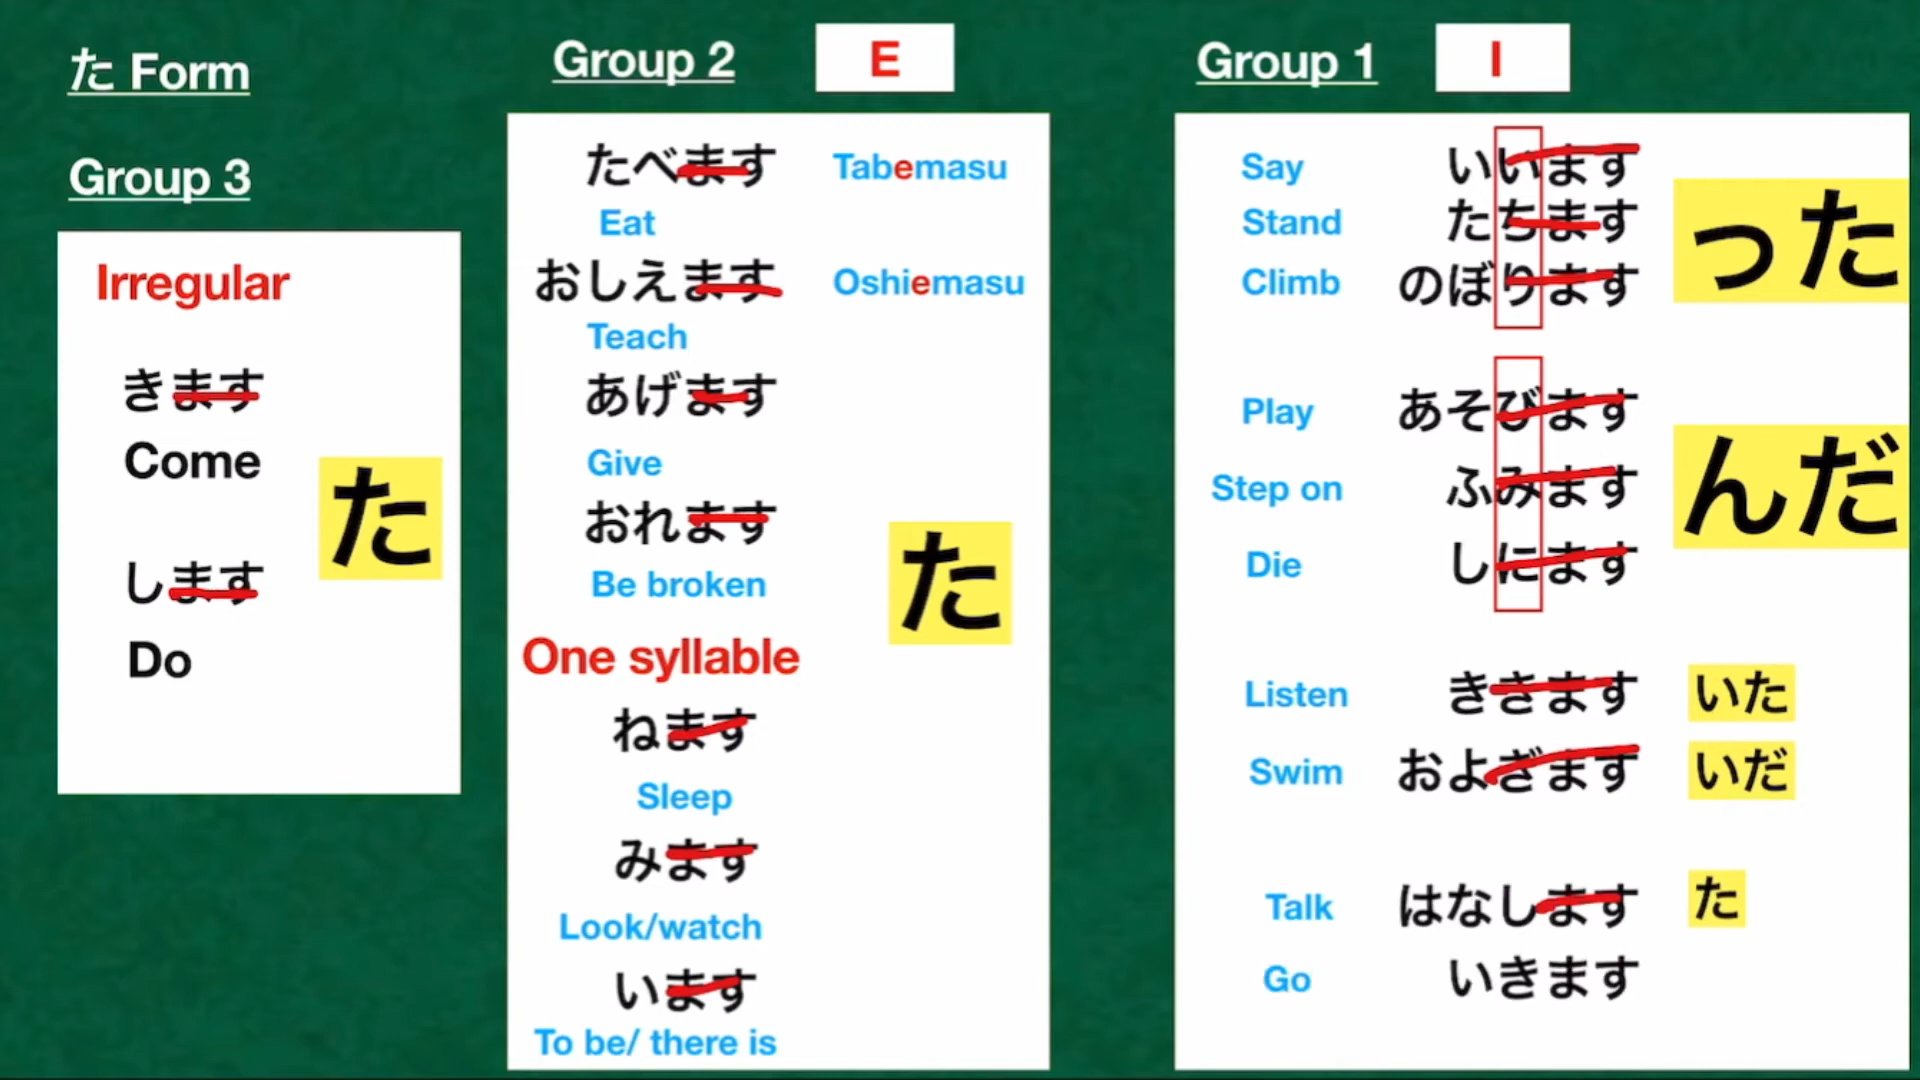 た Form
Group 3
Irregular
きます
Come
た
します
Do
Group 2
E
たべます Tabemasu
Eat
おしえます Oshiemasu
Teach
あげます
Give
おれます
Be broken
た
One syllable
ねます
Sleep
みます
Look/watch
います
To be/ there is
Group 1
I
Say いいます
Stand たちます
Climb のぼります
った
Play あそびます
Step on ふみます
Die しにます
んだ
Listen ききます いた
Swim およぎます いだ
Talk はなします た
Go いきます